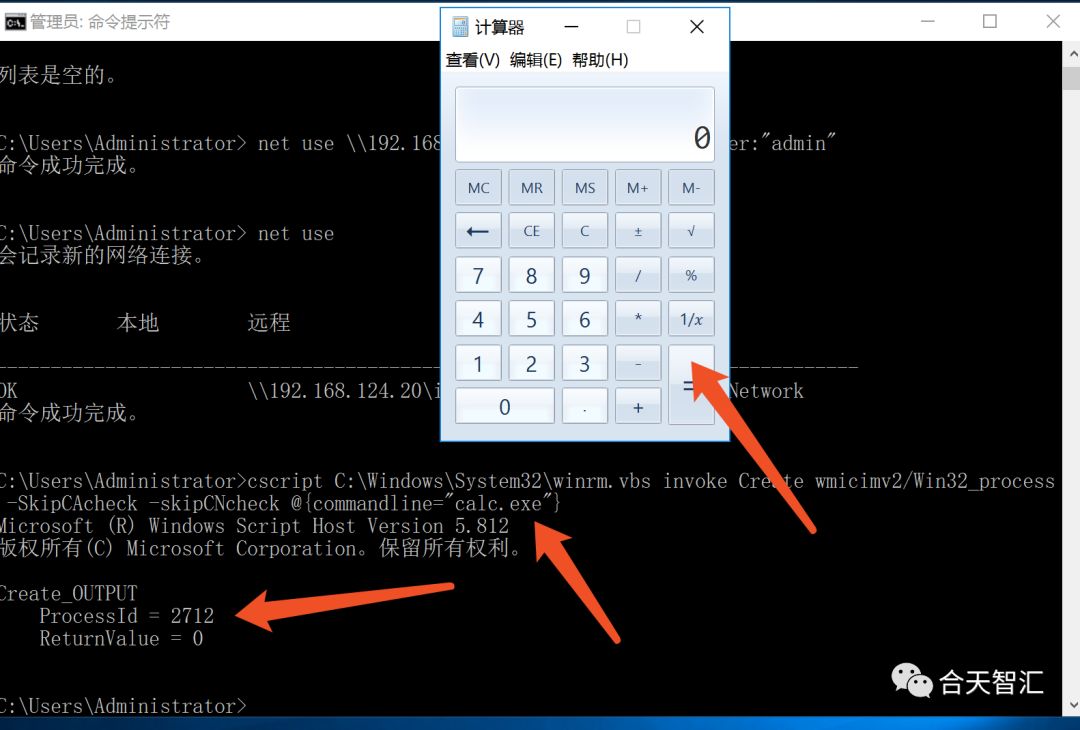 管理员: 命令提示符
计算器
查看(V) 编辑(E) 帮助(H)
0
MC MR MS M+ M-
← CE C ± √
7 8 9 / %
4 5 6 * 1/x
1 2 3 - =
0 . +
列表是空的。
C:\Users\Administrator> net use \\192.168 er:"admin"
命令成功完成。
C:\Users\Administrator> net use
会记录新的网络连接。
状态 本地 远程
-------------------------------------------------------------------------------
OK \\192.168.124.20\i Network
命令成功完成。
C:\Users\Administrator>cscript C:\Windows\System32\winrm.vbs invoke Create wmicimv2/Win32_process
-SkipCAcheck -skipCNcheck @{commandline="calc.exe"}
Microsoft (R) Windows Script Host Version 5.812
版权所有(C) Microsoft Corporation。保留所有权利。
Create_OUTPUT
ProcessId = 2712
ReturnValue = 0
C:\Users\Administrator>
合天智汇